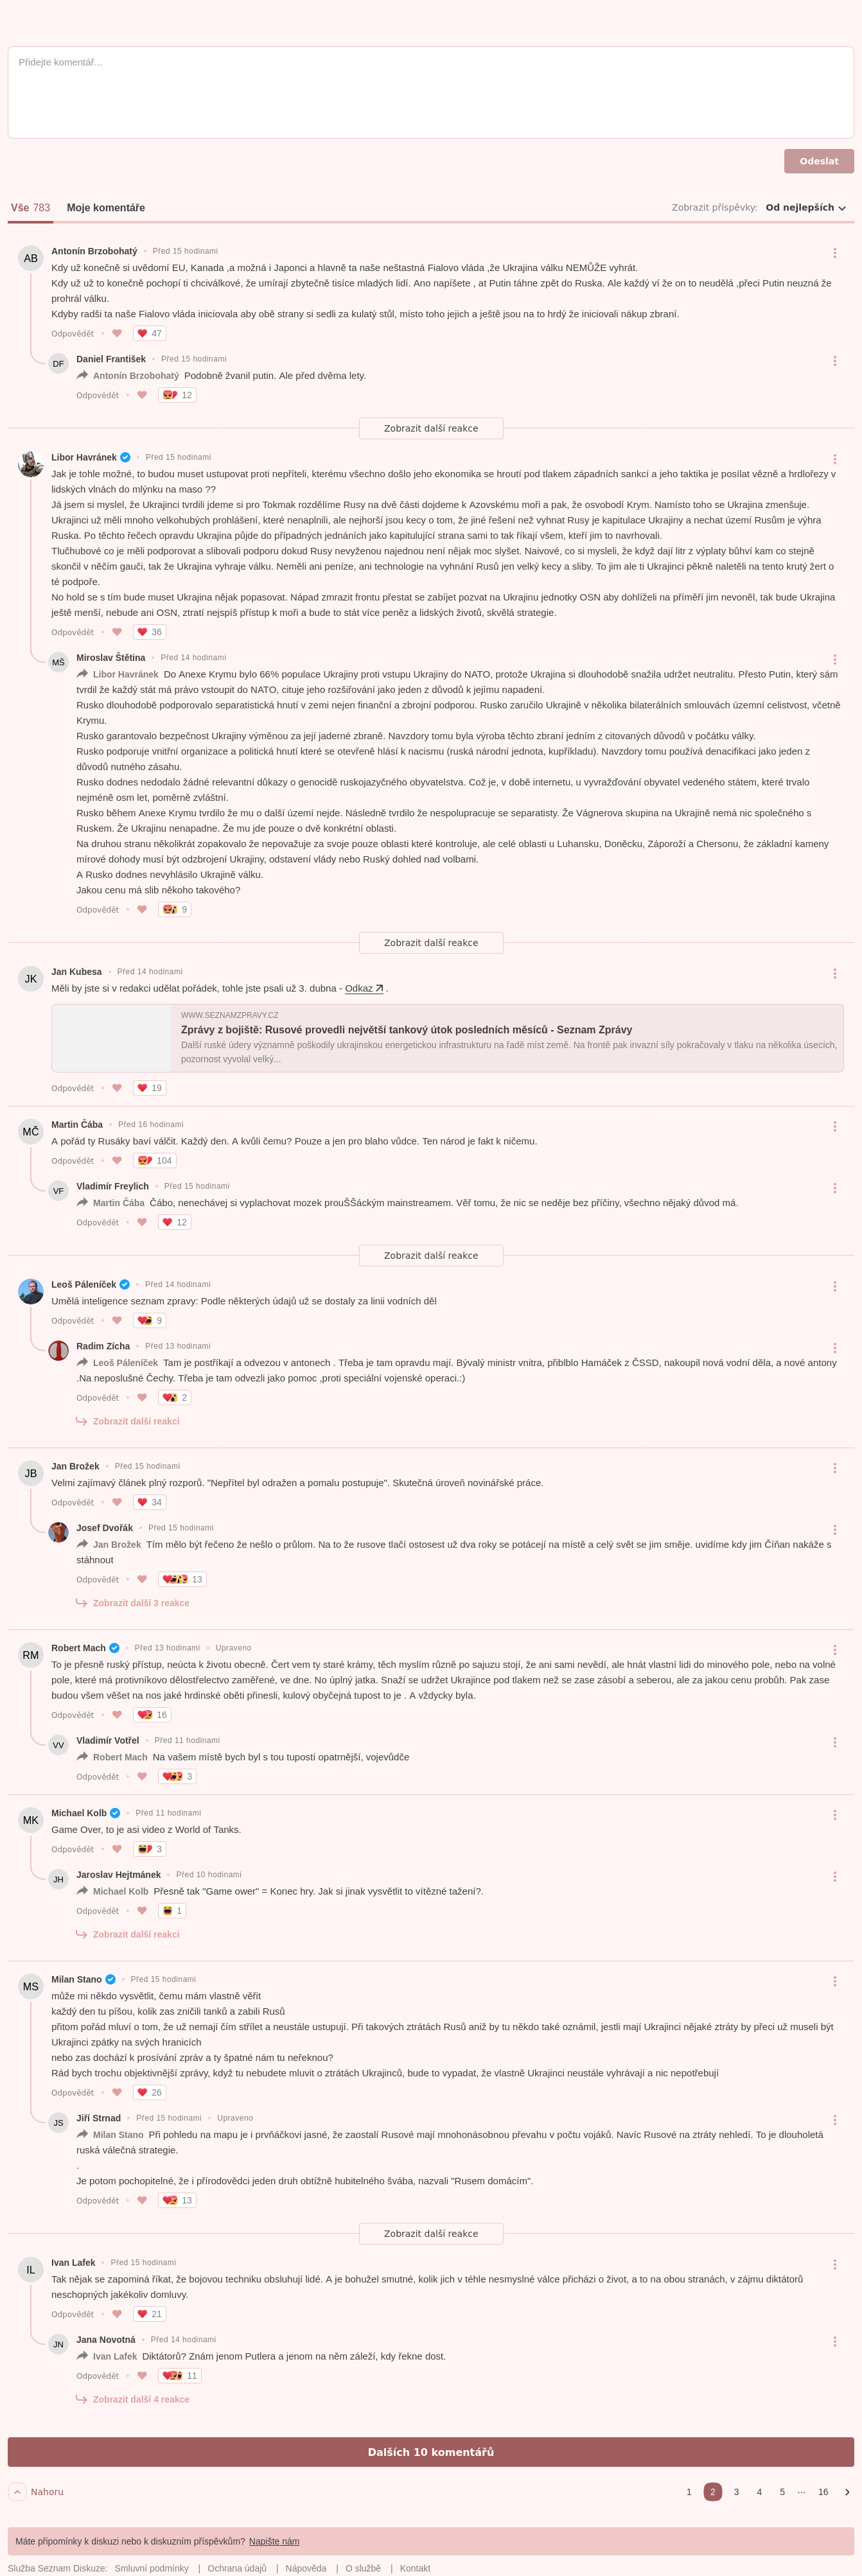 Přidejte komentář...
Odeslat
Vše 783 Moje komentáře Zobrazit příspěvky: Od nejlepších
AB Antonín Brzobohatý • Před 15 hodinami
Kdy už konečně si uvědomí EU, Kanada ,a možná i Japonci a hlavně ta naše neštastná Fialovo vláda ,že Ukrajina válku NEMŮŽE vyhrát.
Kdy už už to konečně pochopí ti chciválkové, že umírají zbytečně tisíce mladých lidí. Ano napíšete , at Putin táhne zpět do Ruska. Ale každý ví že on to neudělá ,přeci Putin neuzná že
prohrál válku.
Kdyby radši ta naše Fialovo vláda iniciovala aby obě strany si sedli za kulatý stůl, místo toho jejich a ještě jsou na to hrdý že iniciovali nákup zbraní.
Odpovědět • 47
DF Daniel František • Před 15 hodinami
Antonín Brzobohatý Podobně žvanil putin. Ale před dvěma lety.
Odpovědět • 12
Zobrazit další reakce
Libor Havránek • Před 15 hodinami
Jak je tohle možné, to budou muset ustupovat proti nepříteli, kterému všechno došlo jeho ekonomika se hroutí pod tlakem západních sankcí a jeho taktika je posílat vězně a hrdlořezy v
lidských vlnách do mlýnku na maso ??
Já jsem si myslel, že Ukrajinci tvrdili jdeme si pro Tokmak rozdělíme Rusy na dvě části dojdeme k Azovskému moři a pak, že osvobodí Krym. Namísto toho se Ukrajina zmenšuje.
Ukrajinci už měli mnoho velkohubých prohlášení, které nenaplnili, ale nejhorší jsou kecy o tom, že jiné řešení než vyhnat Rusy je kapitulace Ukrajiny a nechat území Rusům je výhra
Ruska. Po těchto řečech opravdu Ukrajina půjde do případných jednáních jako kapitulující strana sami to tak říkají všem, kteří jim to navrhovali.
Tlučhubové co je měli podporovat a slibovali podporu dokud Rusy nevyženou najednou není nějak moc slyšet. Naivové, co si mysleli, že když dají litr z výplaty bůhví kam co stejně
skončil v něčím gauči, tak že Ukrajina vyhraje válku. Neměli ani peníze, ani technologie na vyhnání Rusů jen velký kecy a sliby. To jim ale ti Ukrajinci pěkně naletěli na tento krutý žert o
té podpoře.
No hold se s tím bude muset Ukrajina nějak popasovat. Nápad zmrazit frontu přestat se zabíjet pozvat na Ukrajinu jednotky OSN aby dohlíželi na příměří jim nevoněl, tak bude Ukrajina
ještě menší, nebude ani OSN, ztratí nejspíš přístup k moři a bude to stát více peněz a lidských životů, skvělá strategie.
Odpovědět • 36
MŠ Miroslav Štětina • Před 14 hodinami
Libor Havránek Do Anexe Krymu bylo 66% populace Ukrajiny proti vstupu Ukrajiny do NATO, protože Ukrajina si dlouhodobě snažila udržet neutralitu. Přesto Putin, který sám
tvrdil že každý stát má právo vstoupit do NATO, cituje jeho rozšiřování jako jeden z důvodů k jejímu napadení.
Rusko dlouhodobě podporovalo separatistická hnutí v zemi nejen finanční a zbrojní podporou. Rusko zaručilo Ukrajině v několika bilaterálních smlouvách územní celistvost, včetně
Krymu.
Rusko garantovalo bezpečnost Ukrajiny výměnou za její jaderné zbraně. Navzdory tomu byla výroba těchto zbraní jedním z citovaných důvodů v počátku války.
Rusko podporuje vnitřní organizace a politická hnutí které se otevřeně hlásí k nacismu (ruská národní jednota, kupříkladu). Navzdory tomu používá denacifikaci jako jeden z
důvodů nutného zásahu.
Rusko dodnes nedodalo žádné relevantní důkazy o genocidě ruskojazyčného obyvatelstva. Což je, v době internetu, u vyvražďování obyvatel vedeného státem, které trvalo
nejméně osm let, poměrně zvláštní.
Rusko během Anexe Krymu tvrdilo že mu o další území nejde. Následně tvrdilo že nespolupracuje se separatisty. Že Vágnerova skupina na Ukrajině nemá nic společného s
Ruskem. Že Ukrajinu nenapadne. Že mu jde pouze o dvě konkrétní oblasti.
Na druhou stranu několikrát zopakovalo že nepovažuje za svoje pouze oblasti které kontroluje, ale celé oblasti u Luhansku, Doněcku, Záporoží a Chersonu, že základní kameny
mírové dohody musí být odzbrojení Ukrajiny, odstavení vlády nebo Ruský dohled nad volbami.
A Rusko dodnes nevyhlásilo Ukrajině válku.
Jakou cenu má slib někoho takového?
Odpovědět • 9
Zobrazit další reakce
JK Jan Kubesa • Před 14 hodinami
Měli by jste si v redakci udělat pořádek, tohle jste psali už 3. dubna - Odkaz .
WWW.SEZNAMZPRAVY.CZ
Zprávy z bojiště: Rusové provedli největší tankový útok posledních měsíců - Seznam Zprávy
Další ruské údery významně poškodily ukrajinskou energetickou infrastrukturu na řadě míst země. Na frontě pak invazní síly pokračovaly v tlaku na několika úsecích,
pozornost vyvolal velký...
Odpovědět • 19
MČ Martin Čába • Před 16 hodinami
A pořád ty Rusáky baví válčit. Každý den. A kvůli čemu? Pouze a jen pro blaho vůdce. Ten národ je fakt k ničemu.
Odpovědět • 104
VF Vladimír Freylich • Před 15 hodinami
Martin Čába Čábo, nenechávej si vyplachovat mozek prouŠŠáckým mainstreamem. Věř tomu, že nic se neděje bez příčiny, všechno nějaký důvod má.
Odpovědět • 12
Zobrazit další reakce
Leoš Páleníček • Před 14 hodinami
Umělá inteligence seznam zpravy: Podle některých údajů už se dostaly za linii vodních děl
Odpovědět • 9
Radim Zícha • Před 13 hodinami
Leoš Páleníček Tam je postříkají a odvezou v antonech . Třeba je tam opravdu mají. Bývalý ministr vnitra, přiblblo Hamáček z ČSSD, nakoupil nová vodní děla, a nové antony
.Na neposlušné Čechy. Třeba je tam odvezli jako pomoc ,proti speciální vojenské operaci.:)
Odpovědět • 2
Zobrazit další reakci
JB Jan Brožek • Před 15 hodinami
Velmi zajímavý článek plný rozporů. "Nepřítel byl odražen a pomalu postupuje". Skutečná úroveň novinářské práce.
Odpovědět • 34
Josef Dvořák • Před 15 hodinami
Jan Brožek Tím mělo být řečeno že nešlo o průlom. Na to že rusove tlačí ostosest už dva roky se potácejí na místě a celý svět se jim směje. uvidíme kdy jim Číňan nakáže s
stáhnout
Odpovědět • 13
Zobrazit další 3 reakce
RM Robert Mach • Před 13 hodinami • Upraveno
To je přesně ruský přístup, neúcta k životu obecně. Čert vem ty staré krámy, těch myslím různě po sajuzu stojí, že ani sami nevědí, ale hnát vlastní lidi do minového pole, nebo na volné
pole, které má protivníkovo dělostřelectvo zaměřené, ve dne. No úplný jatka. Snaží se udržet Ukrajince pod tlakem než se zase zásobí a seberou, ale za jakou cenu probůh. Pak zase
budou všem věšet na nos jaké hrdinské oběti přinesli, kulový obyčejná tupost to je . A vždycky byla.
Odpovědět • 16
VV Vladimír Votřel • Před 11 hodinami
Robert Mach Na vašem místě bych byl s tou tupostí opatrnější, vojevůdče
Odpovědět • 3
MK Michael Kolb • Před 11 hodinami
Game Over, to je asi video z World of Tanks.
Odpovědět • 3
JH Jaroslav Hejtmánek • Před 10 hodinami
Michael Kolb Přesně tak "Game ower" = Konec hry. Jak si jinak vysvětlit to vítězné tažení?.
Odpovědět • 1
Zobrazit další reakci
MS Milan Stano • Před 15 hodinami
může mi někdo vysvětlit, čemu mám vlastně věřit
každý den tu píšou, kolik zas zničili tanků a zabili Rusů
přitom pořád mluví o tom, že už nemají čím střílet a neustále ustupují. Při takových ztrátách Rusů aniž by tu někdo také oznámil, jestli mají Ukrajinci nějaké ztráty by přeci už museli být
Ukrajinci zpátky na svých hranicích
nebo zas dochází k prosívání zpráv a ty špatné nám tu neřeknou?
Rád bych trochu objektivnější zprávy, když tu nebudete mluvit o ztrátách Ukrajinců, bude to vypadat, že vlastně Ukrajinci neustále vyhrávají a nic nepotřebují
Odpovědět • 26
JS Jiří Strnad • Před 15 hodinami • Upraveno
Milan Stano Při pohledu na mapu je i prvňáčkovi jasné, že zaostalí Rusové mají mnohonásobnou převahu v počtu vojáků. Navíc Rusové na ztráty nehledí. To je dlouholetá
ruská válečná strategie.
.
Je potom pochopitelné, že i přírodovědci jeden druh obtížně hubitelného švába, nazvali "Rusem domácím".
Odpovědět • 13
Zobrazit další reakce
IL Ivan Lafek • Před 15 hodinami
Tak nějak se zapominá říkat, že bojovou techniku obsluhují lidé. A je bohužel smutné, kolik jich v téhle nesmyslné válce přicházi o život, a to na obou stranách, v zájmu diktátorů
neschopných jakékoliv domluvy.
Odpovědět • 21
JN Jana Novotná • Před 14 hodinami
Ivan Lafek Diktátorů? Znám jenom Putlera a jenom na něm záleží, kdy řekne dost.
Odpovědět • 11
Zobrazit další 4 reakce
Dalších 10 komentářů
Nahoru 1 2 3 4 5 ··· 16
Máte připomínky k diskuzi nebo k diskuzním příspěvkům? Napište nám
Služba Seznam Diskuze: Smluvní podmínky | Ochrana údajů | Nápověda | O službě | Kontakt